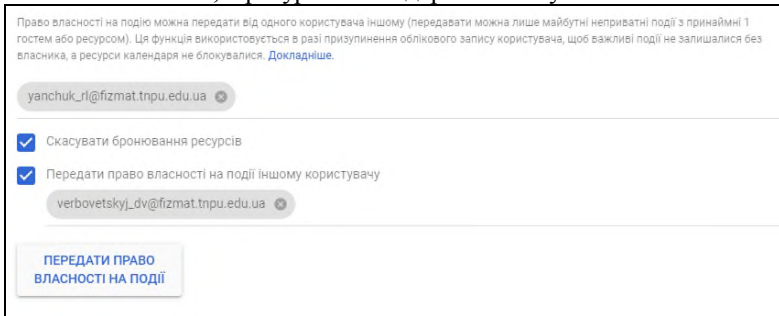 Право власності на подію можна передати від одного користувача іншому (передавати можна лише майбутні неприватні події з принаймні 1
гостем або ресурсом). Ця функція використовується в разі призупинення облікового запису користувача, щоб важливі події не залишалися без
власника, а ресурси календаря не блокувалися. Докладніше.
yanchuk_rl@fizmat.tnpu.edu.ua
Скасувати бронювання ресурсів
Передати право власності на події іншому користувачу
verbovetskyj_dv@fizmat.tnpu.edu.ua
ПЕРЕДАТИ ПРАВО
ВЛАСНОСТІ НА ПОДІЇ